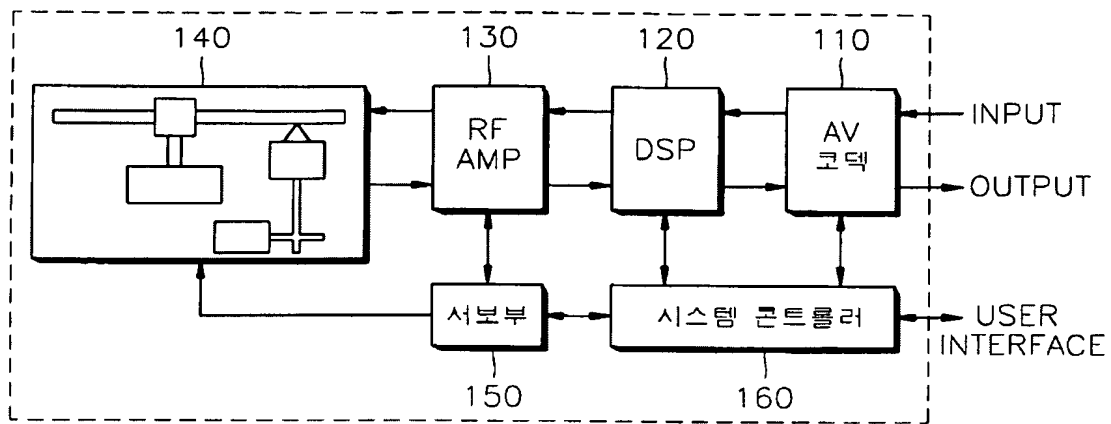 140
130
120
110
RF
AMP
DSP
AV
코덱
INPUT
OUTPUT
서보부
시스템 콘트롤러
USER
INTERFACE
150
160